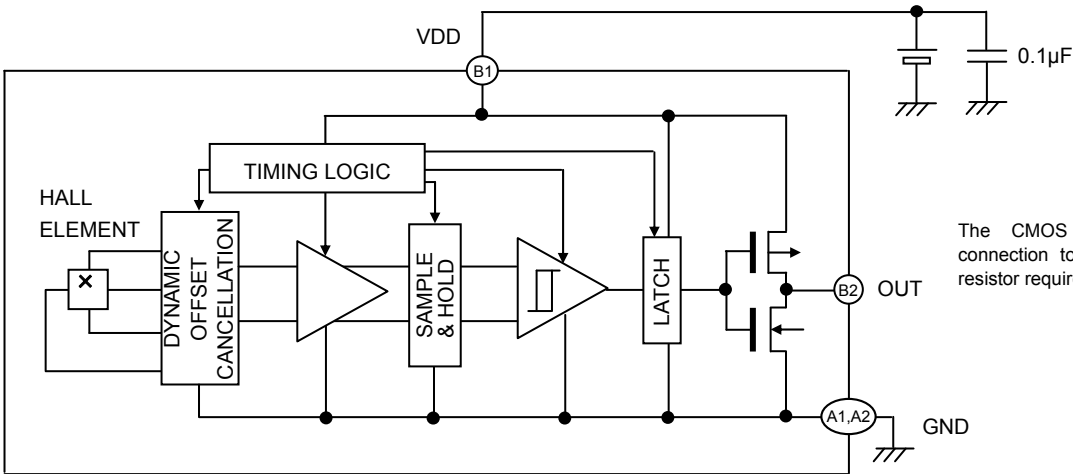 VDD
B1
0.1µF
TIMING LOGIC
HALL
ELEMENT
DYNAMIC
OFFSET
CANCELLATION
SAMPLE
& HOLD
LATCH
The CMOS
connection to
resistor requir
B2
OUT
A1,A2
GND